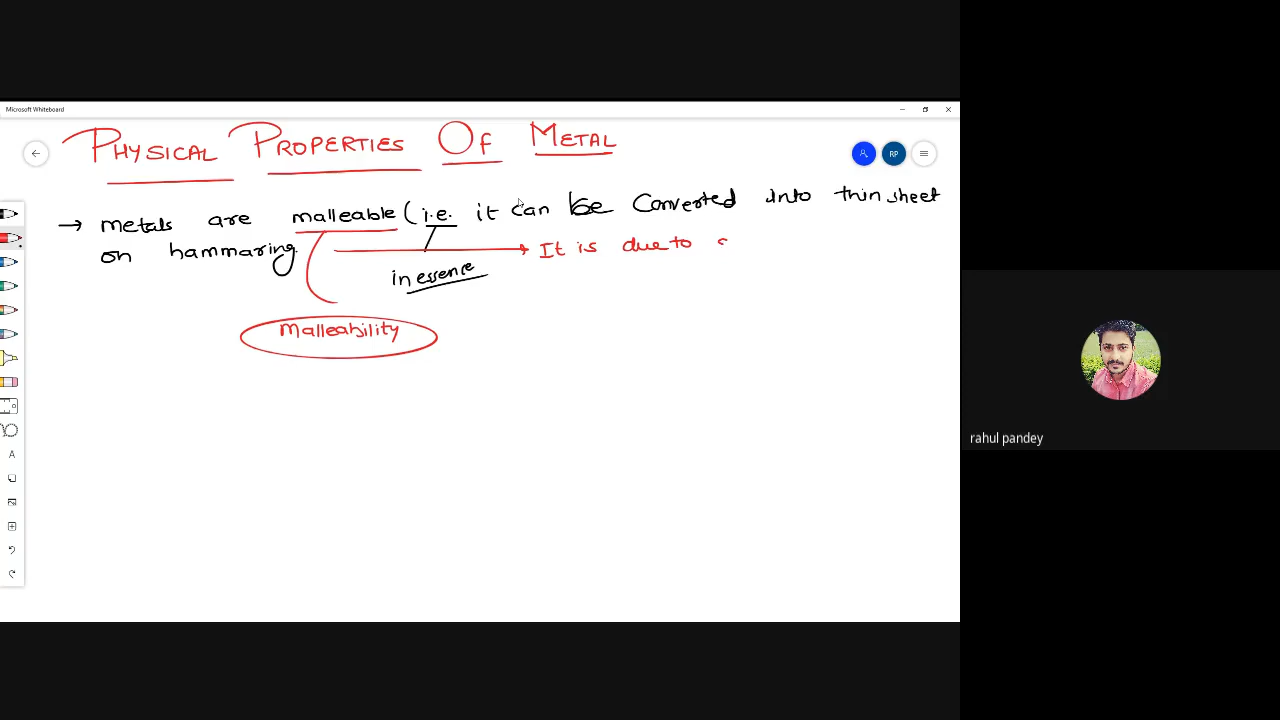 Microsoft Whiteboard
PHYSICAL PROPERTIES Of METAL
RP
→ metals are malleable (i.e. it can be Converted into thin sheet
on hammaring.
It is due to
in essence
Malleability
A
rahul pandey